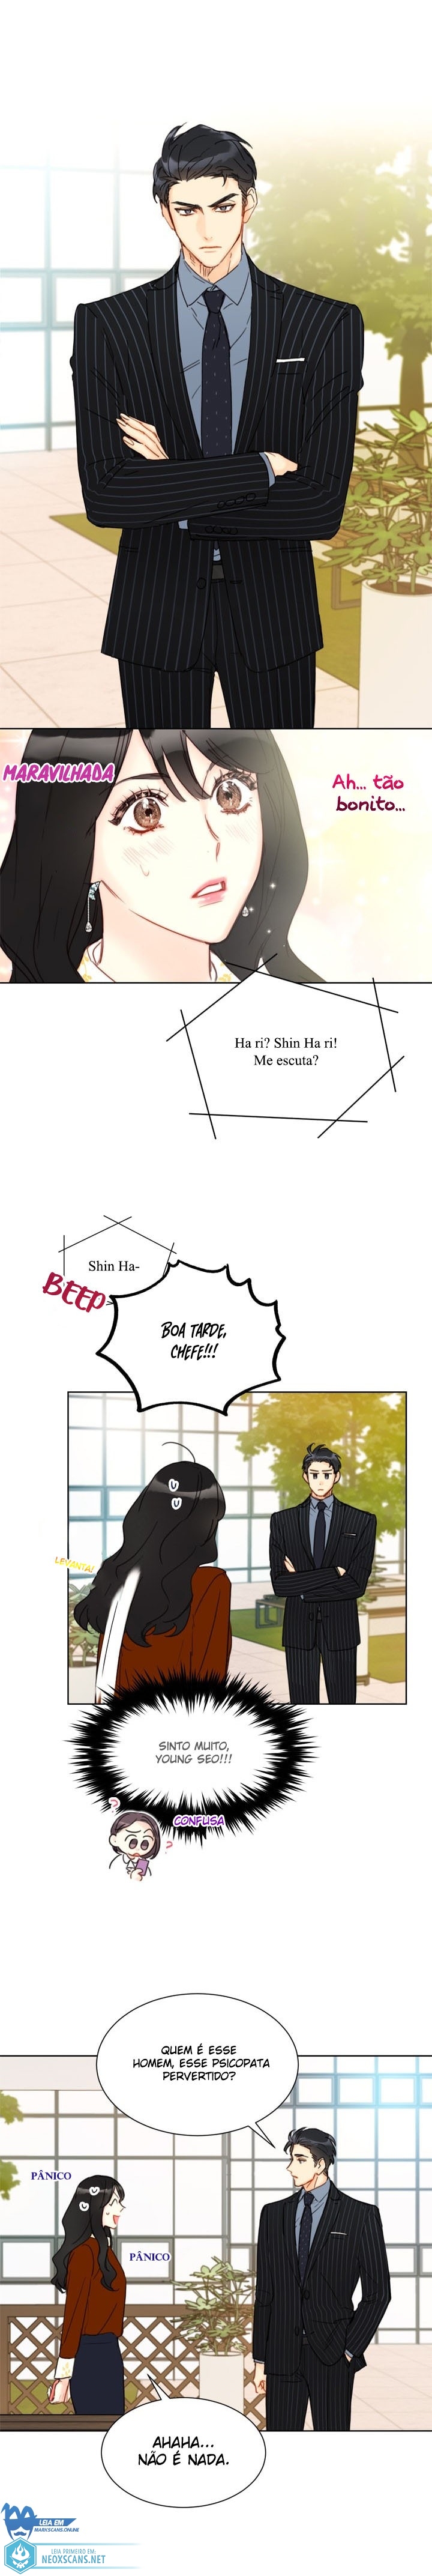 MARAVILHADA
Ah... tão
bonito...
Ha ri? Shin Ha ri!
Me escuta?
Shin Ha-
BEEP
BOA TARDE,
CHEFE!!!
LEVANTA!
SINTO MUITO,
YOUNG SEO!!!
CONFUSA
QUEM É ESSE
HOMEM, ESSE PSICOPATA
PERVERTIDO?
PÂNICO
PÂNICO
AHAHA...
NÃO É NADA.
LEIA EM
MARKSCANS.ONLINE
LEIA PRIMEIRO EM:
NEOXSCANS.NET